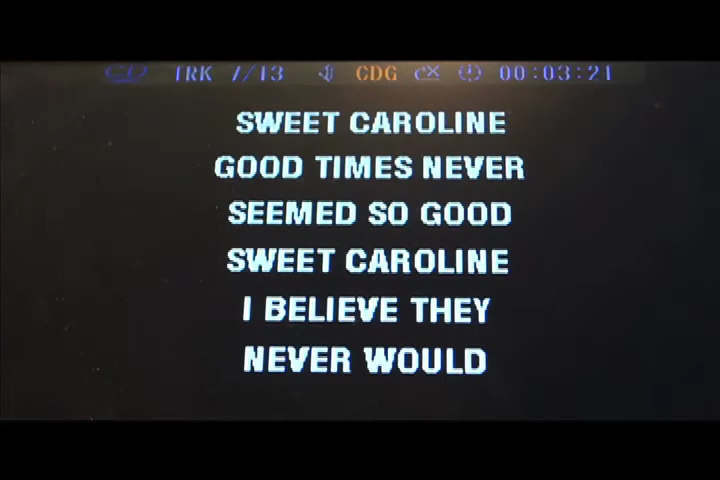 TRK 7/13 CDG 00:03:21
SWEET CAROLINE
GOOD TIMES NEVER
SEEMED SO GOOD
SWEET CAROLINE
I BELIEVE THEY
NEVER WOULD